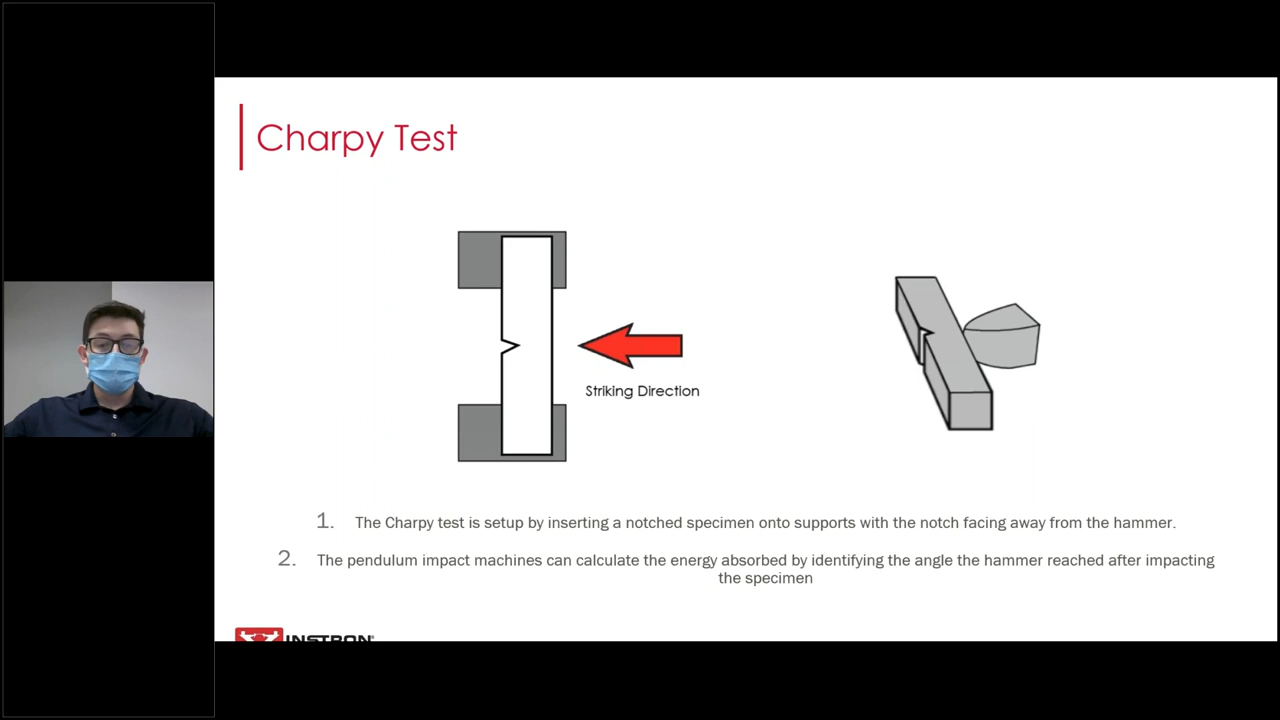 Charpy Test
Striking Direction
1. The Charpy test is setup by inserting a notched specimen onto supports with the notch facing away from the hammer.
2. The pendulum impact machines can calculate the energy absorbed by identifying the angle the hammer reached after impacting
the specimen
INSTRON